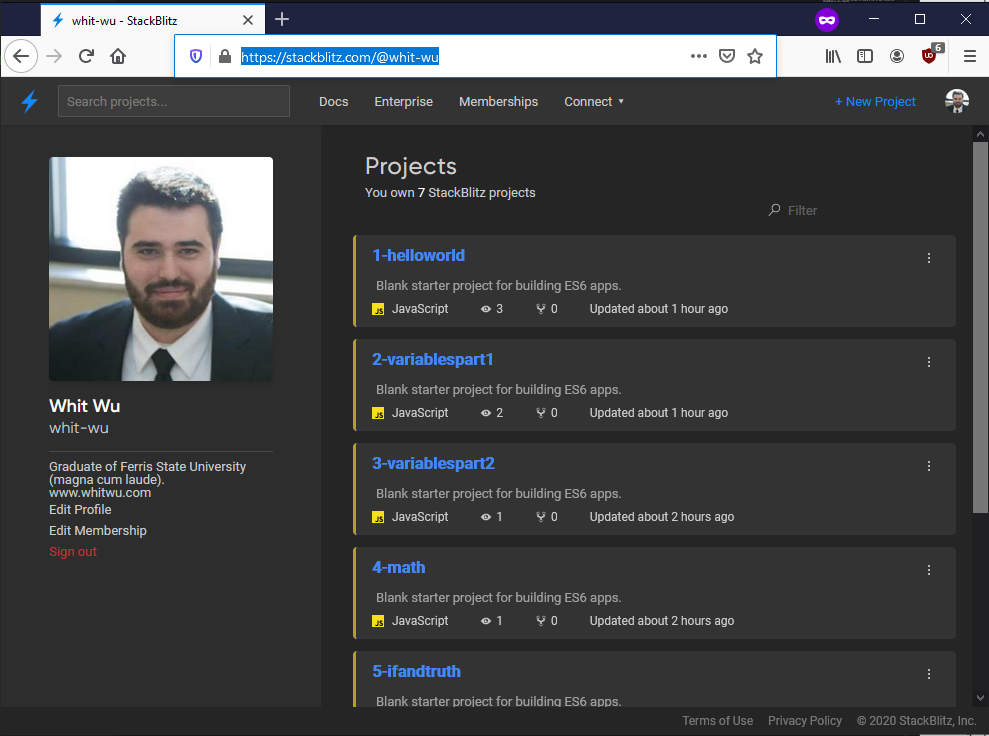 whit-wu - StackBlitz
6
https://stackblitz.com/@whit-wu
Search projects...
Docs
Enterprise
Memberships
Connect
+ New Project
Whit Wu
whit-wu
Graduate of Ferris State University
(magna cum laude).
www.whitwu.com
Edit Profile
Edit Membership
Sign out
Projects
You own 7 StackBlitz projects
Filter
1-helloworld
Blank starter project for building ES6 apps.
JS JavaScript 3 0 Updated about 1 hour ago
2-variablespart1
Blank starter project for building ES6 apps.
JS JavaScript 2 0 Updated about 1 hour ago
3-variablespart2
Blank starter project for building ES6 apps.
JS JavaScript 1 0 Updated about 2 hours ago
4-math
Blank starter project for building ES6 apps.
JS JavaScript 1 0 Updated about 2 hours ago
5-ifandtruth
Blank starter project for building ES6 apps.
Terms of Use Privacy Policy © 2020 StackBlitz, Inc.